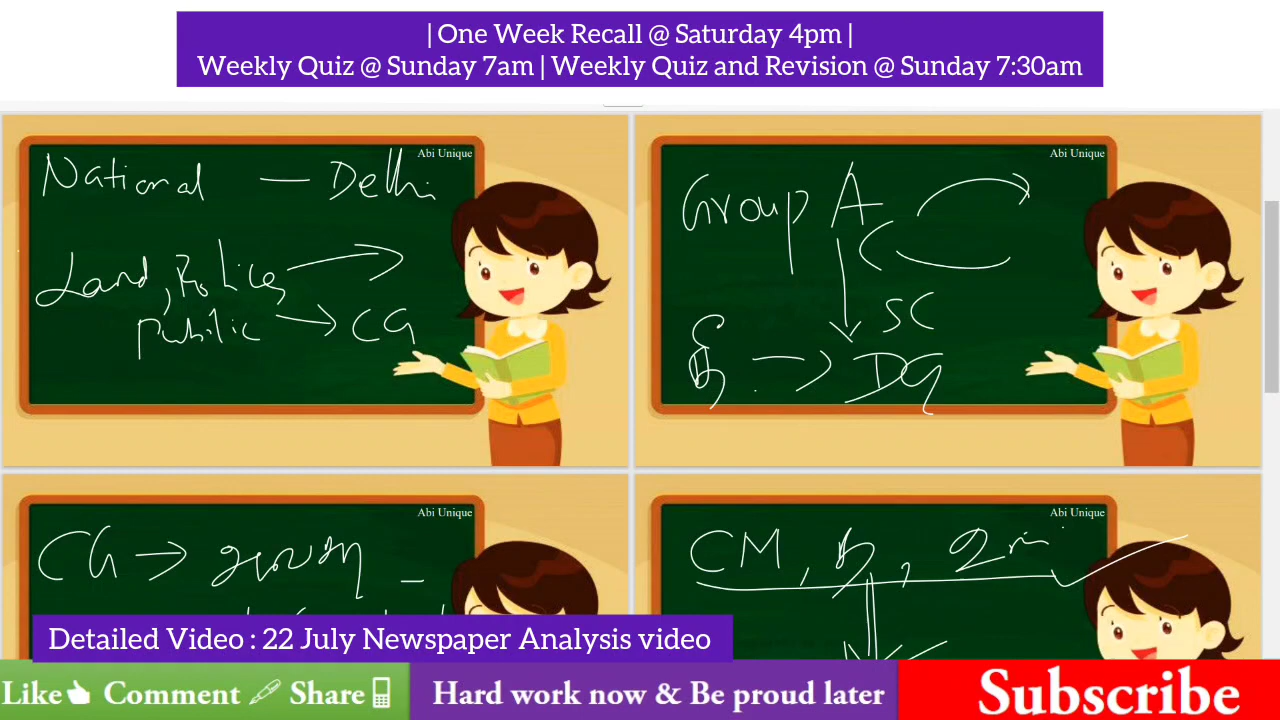 | One Week Recall @ Saturday 4pm |
Weekly Quiz @ Sunday 7am | Weekly Quiz and Revision @ Sunday 7:30am
Abi Unique
National — Delhi
Land, Police,
public → CG
Abi Unique
Group A
SC
→ DG
Abi Unique
CG →
Abi Unique
CM,
Detailed Video : 22 July Newspaper Analysis video
Like Comment Share
Hard work now & Be proud later
Subscribe